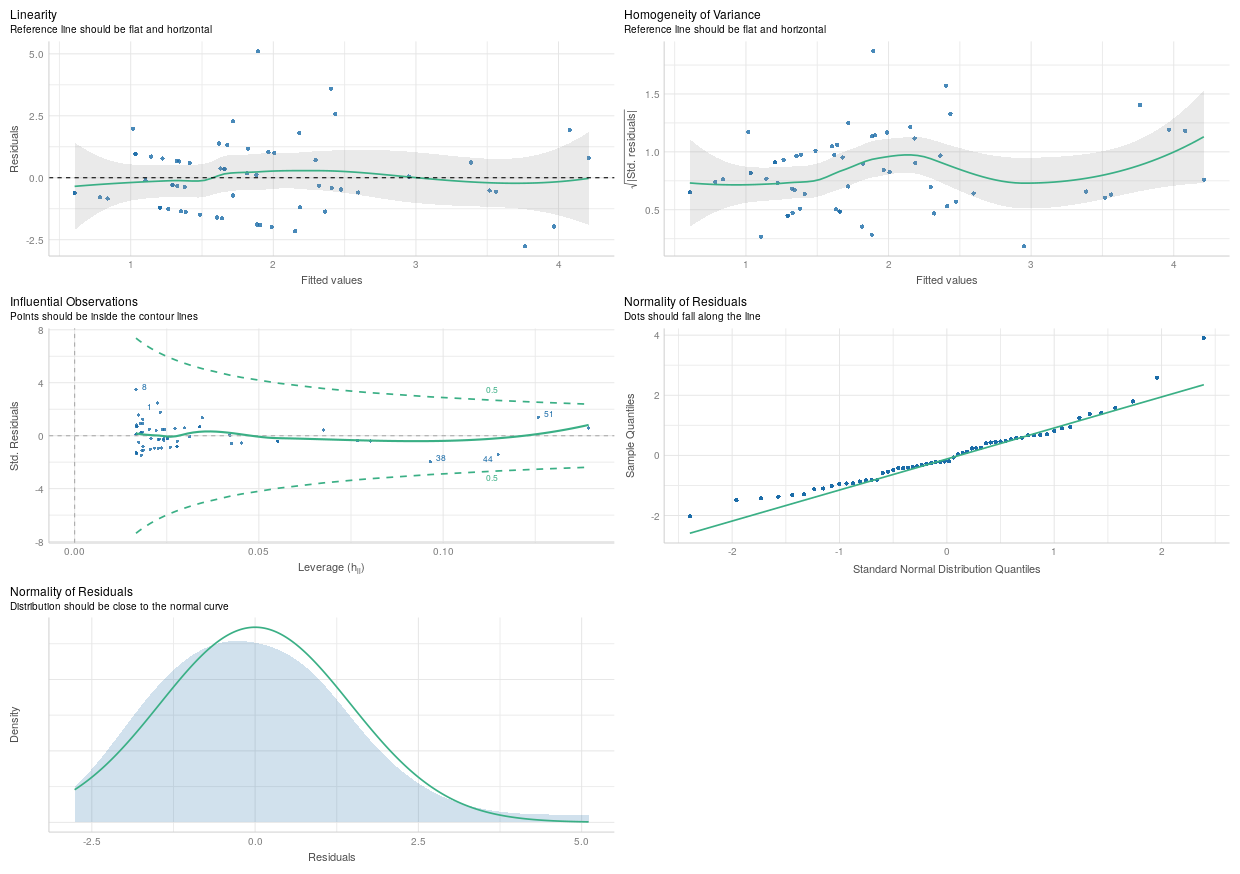 Linearity
Reference line should be flat and horizontal
5.0
2.5
0.0
-2.5
Residuals
1
2
3
4
Fitted values
Homogeneity of Variance
Reference line should be flat and horizontal
1.5
1.0
0.5
√|Std. residuals|
1
2
3
4
Fitted values
Influential Observations
Points should be inside the contour lines
8
4
0
-4
-8
Std. Residuals
8
1
0.5
51
38
44
0.5
0.00
0.05
0.10
Leverage (hii)
Normality of Residuals
Dots should fall along the line
4
2
0
-2
Sample Quantiles
-2
-1
0
1
2
Standard Normal Distribution Quantiles
Normality of Residuals
Distribution should be close to the normal curve
Density
-2.5
0.0
2.5
5.0
Residuals